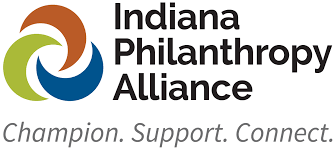 Indiana
Philanthropy
Alliance
Champion. Support. Connect.